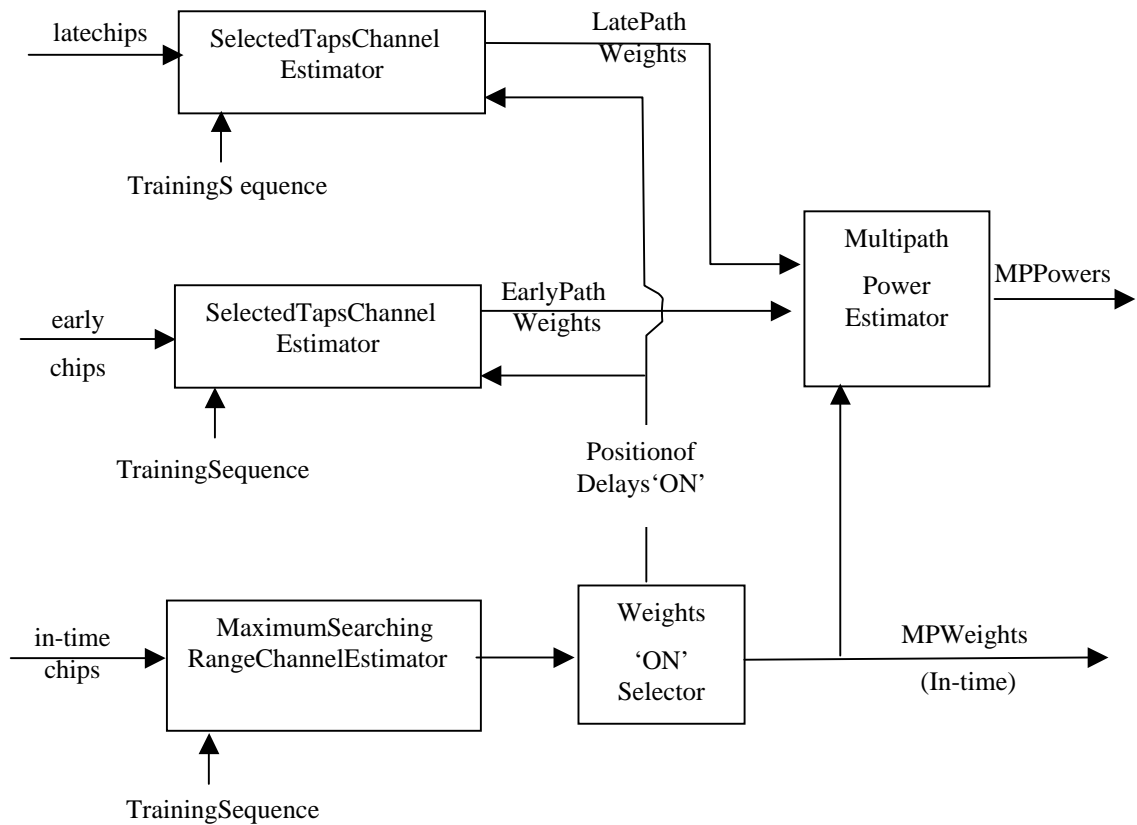 latechips
SelectedTapsChannel
Estimator
LatePath
Weights
TrainingS equence
Multipath
Power
Estimator
MPPowers
early
chips
SelectedTapsChannel
Estimator
EarlyPath
Weights
TrainingSequence
Positionof
Delays‘ON’
in-time
chips
MaximumSearching
RangeChannelEstimator
Weights
‘ON’
Selector
MPWeights
(In-time)
TrainingSequence